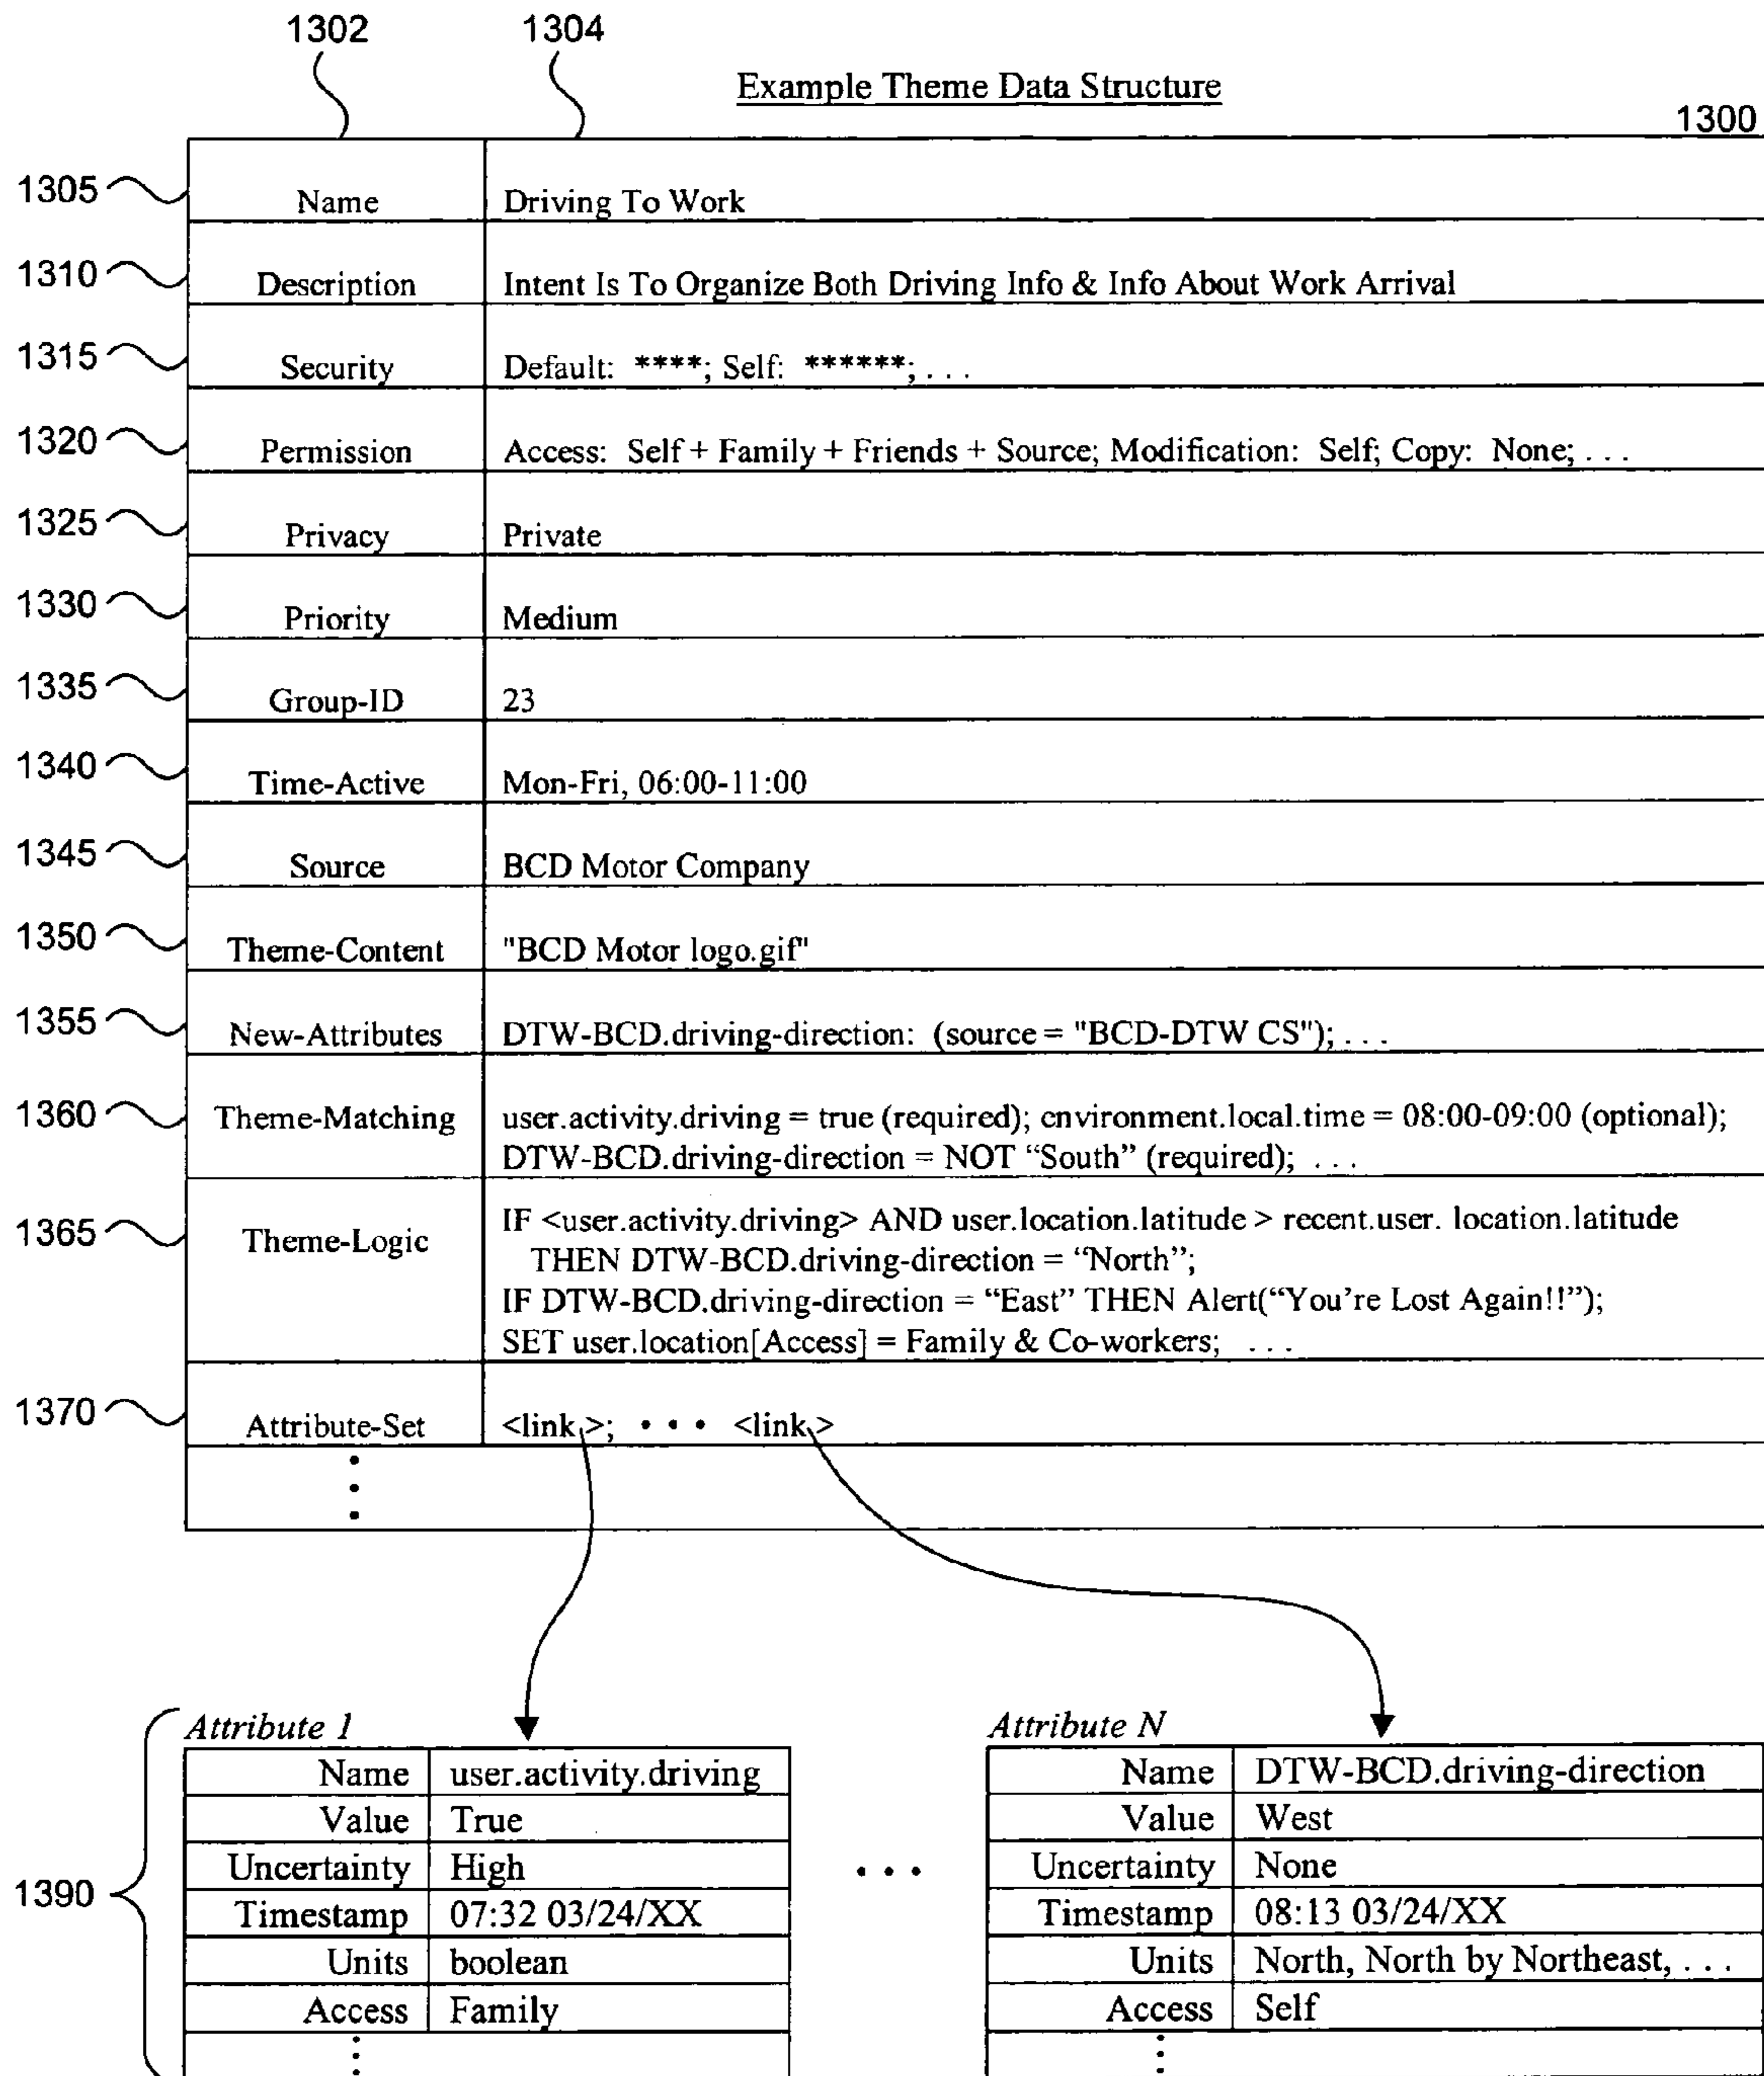 1302 1304
Example Theme Data Structure
1300
1305 Name Driving To Work
1310 Description Intent Is To Organize Both Driving Info & Info About Work Arrival
1315 Security Default: ****; Self: ******; . . .
1320 Permission Access: Self + Family + Friends + Source; Modification: Self; Copy: None; . . .
1325 Privacy Private
1330 Priority Medium
1335 Group-ID 23
1340 Time-Active Mon-Fri, 06:00-11:00
1345 Source BCD Motor Company
1350 Theme-Content "BCD Motor logo.gif"
1355 New-Attributes DTW-BCD.driving-direction: (source = "BCD-DTW CS"); . . .
1360 Theme-Matching user.activity.driving = true (required); environment.local.time = 08:00-09:00 (optional);
DTW-BCD.driving-direction = NOT “South” (required); . . .
1365 Theme-Logic IF <user.activity.driving> AND user.location.latitude > recent.user. location.latitude
THEN DTW-BCD.driving-direction = “North”;
IF DTW-BCD.driving-direction = “East” THEN Alert(“You're Lost Again!!”);
SET user.location[Access] = Family & Co-workers; . . .
1370 Attribute-Set <link>; • • • <link>
Attribute 1 Attribute N
Name user.activity.driving Name DTW-BCD.driving-direction
Value True Value West
Uncertainty High • • • Uncertainty None
1390 Timestamp 07:32 03/24/XX Timestamp 08:13 03/24/XX
Units boolean Units North, North by Northeast, . . .
Access Family Access Self